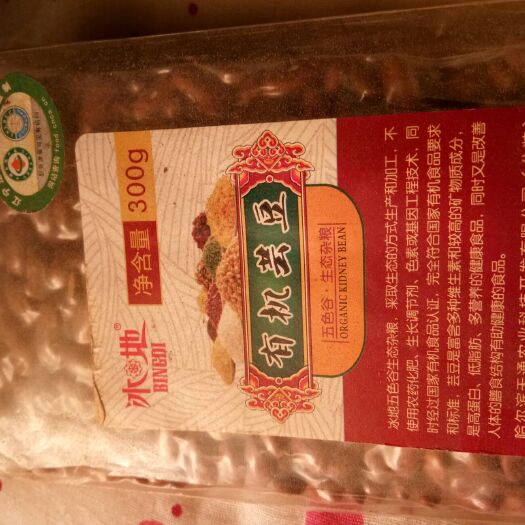 冰地®
BINGDI
净含量 300g
有机芸豆
五色谷·生态杂粮
ORGANIC KIDNEY BEAN
冰地五色谷生态杂粮，采取生态的方式生产和加工，不
使用农药化肥、生长调节剂、色素或基因工程技术，同
时经过国家有机食品认证，完全符合国家有机食品要求
和标准，芸豆是富含多种维生素和较高的矿物质成分，
是高蛋白、低脂肪、多营养的健康食品，同时又是改善
人体的膳食结构有助健康的食品。